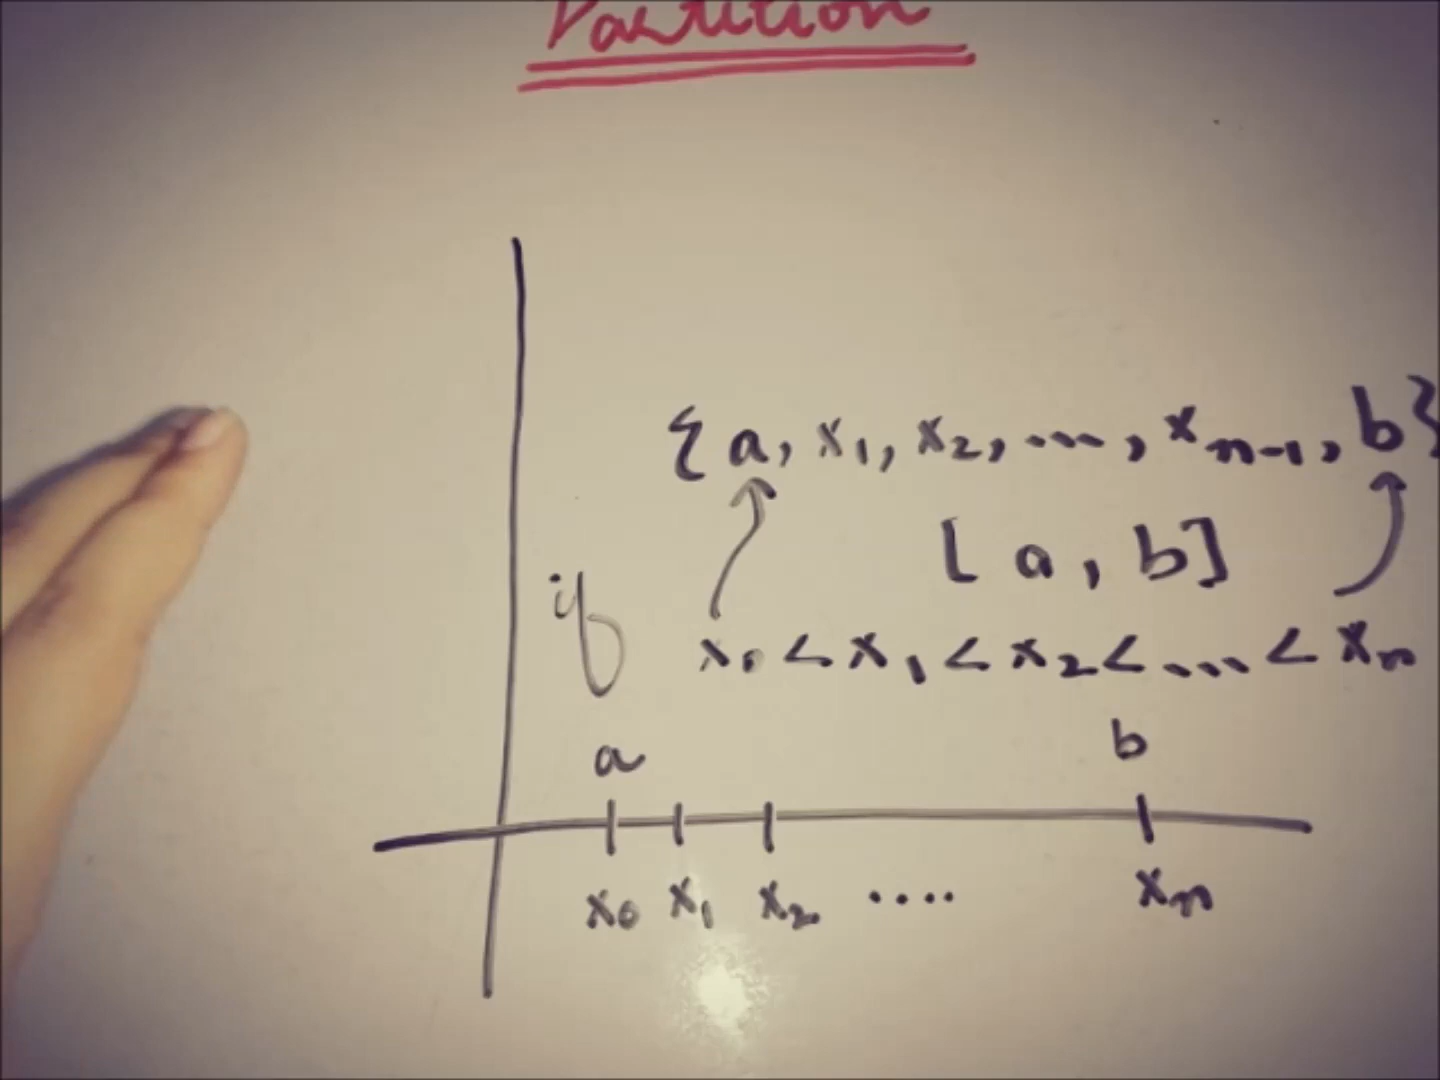 Partition
{a, x₁, x₂, ..., xₙ₋₁, b}
[a, b]
if x₀ < x₁ < x₂ < ... < xₙ
a b
x₀ x₁ x₂ .... xₙ